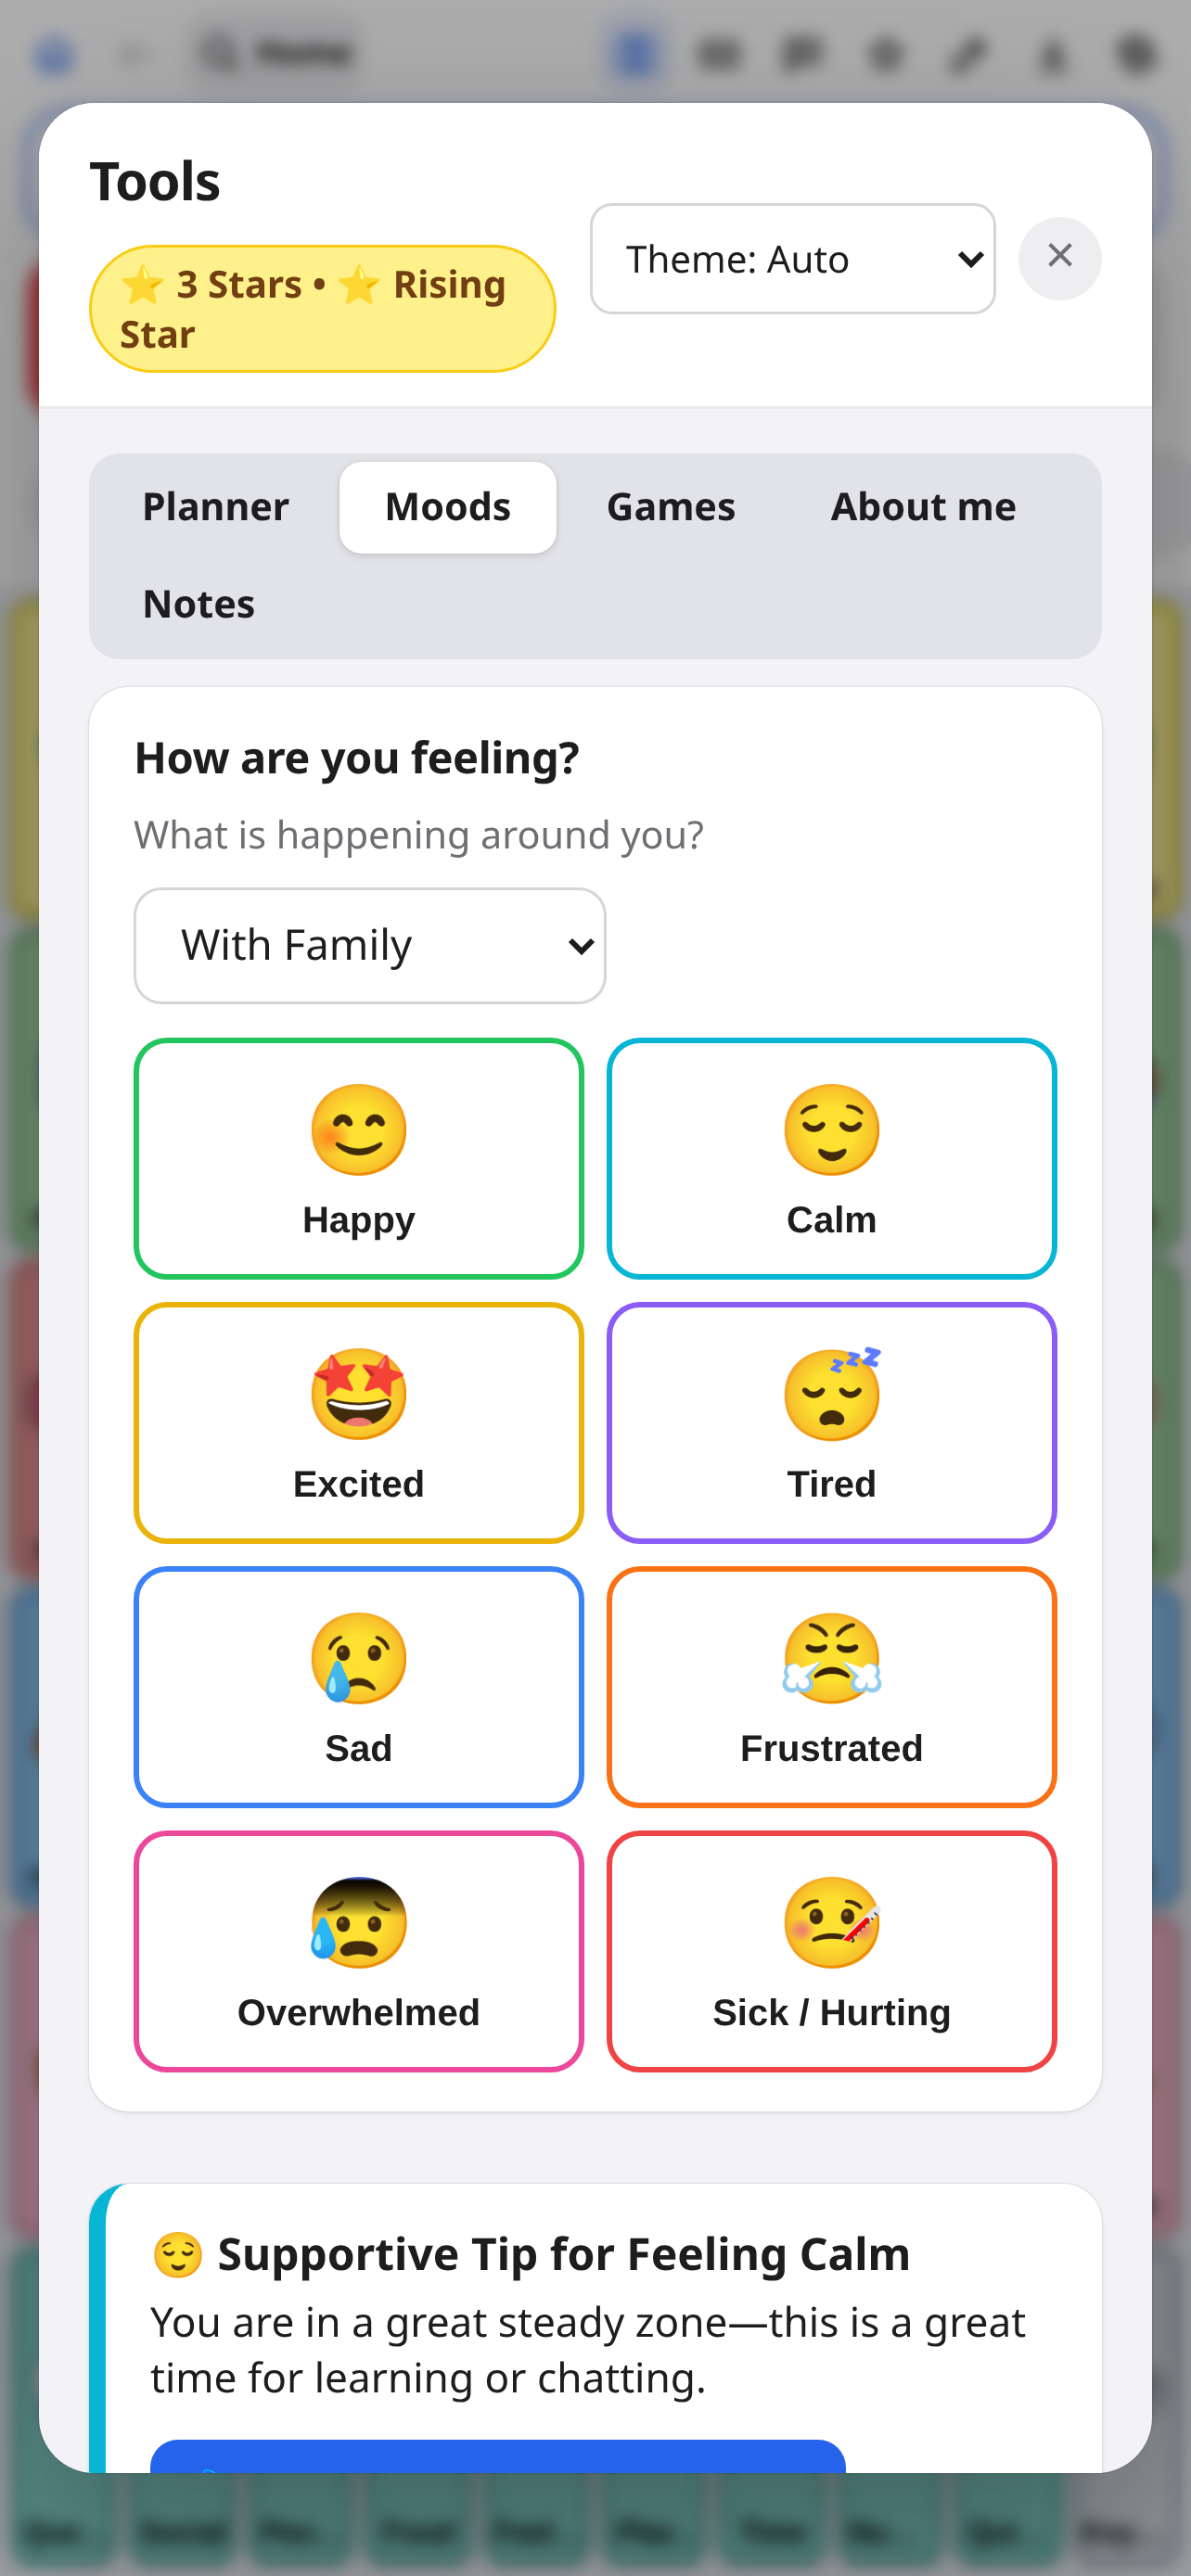 Home
Tools
⭐ 3 Stars • ⭐ Rising
Star
Theme: Auto
×
Planner
Moods
Games
About me
Notes
How are you feeling?
What is happening around you?
With Family
Happy
Calm
Excited
Tired
Sad
Frustrated
Overwhelmed
Sick / Hurting
😌 Supportive Tip for Feeling Calm
You are in a great steady zone—this is a great
time for learning or chatting.